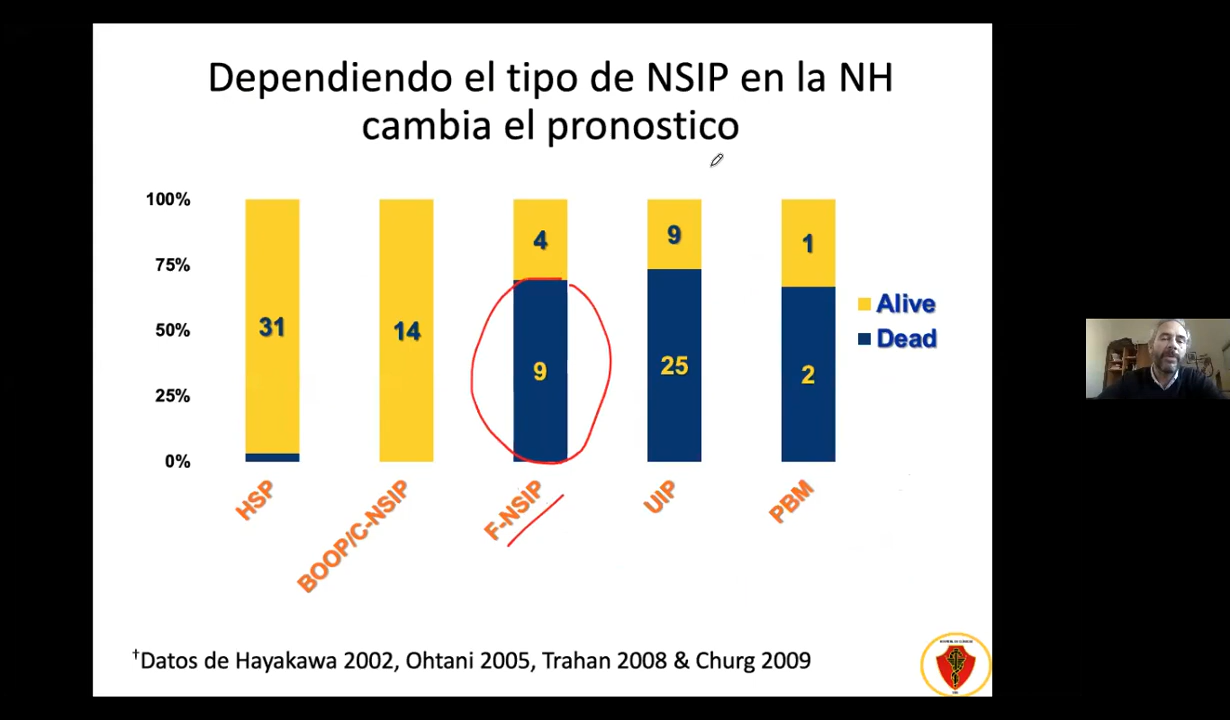 Dependiendo el tipo de NSIP en la NH
cambia el pronostico
100%
75%
50%
25%
0%
31
14
4
9
9
25
1
2
Alive
Dead
HSP
BOOP/C-NSIP
F-NSIP
UIP
PBM
†Datos de Hayakawa 2002, Ohtani 2005, Trahan 2008 & Churg 2009